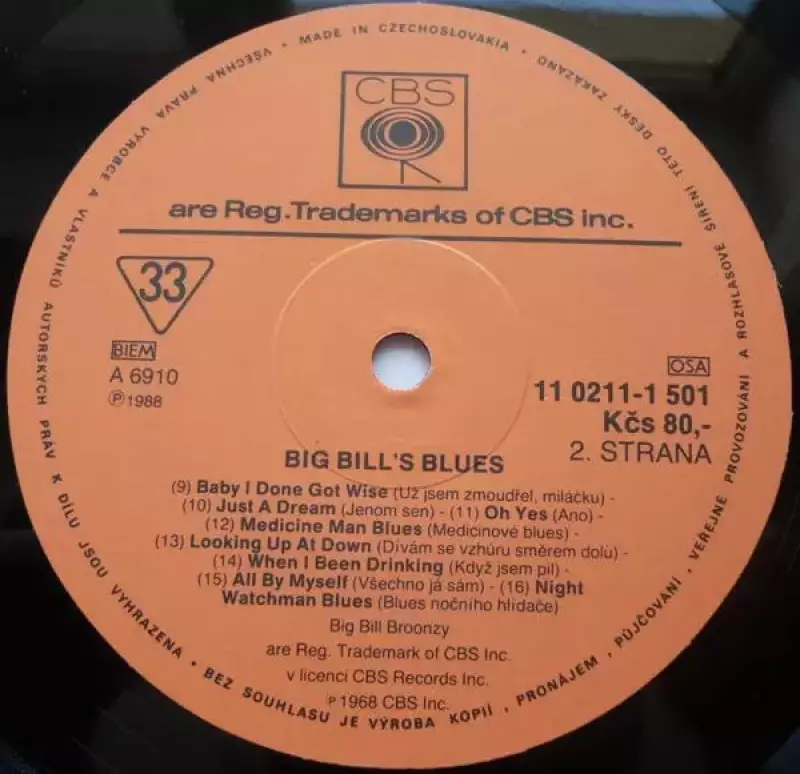 VŠECHNA PRÁVA VÝROBCE A VLASTNÍKŮ AUTORSKÝCH PRÁV K DÍLU JSOU VYHRAZENA • BEZ SOUHLASU JE VÝROBA KOPIÍ, PRONÁJEM, PŮJČOVÁNÍ, VEŘEJNÉ PROVOZOVÁNÍ A ROZHLASOVÉ ŠÍŘENÍ TÉTO DESKY ZAKÁZÁNO • MADE IN CZECHOSLOVAKIA •
CBS
are Reg.Trademarks of CBS inc.
33
BIEM
A 6910
Ⓟ1988
OSA
11 0211-1 501
Kčs 80,-
2. STRANA
BIG BILL'S BLUES
(9) Baby I Done Got Wise (Už jsem zmoudřel, miláčku) -
(10) Just A Dream (Jenom sen) - (11) Oh Yes (Ano) -
(12) Medicine Man Blues (Medicinové blues) -
(13) Looking Up At Down (Dívám se vzhůru směrem dolů) -
(14) When I Been Drinking (Když jsem pil) -
(15) All By Myself (Všechno já sám) - (16) Night
Watchman Blues (Blues nočního hlídače)
Big Bill Broonzy
are Reg. Trademark of CBS Inc.
v licenci CBS Records Inc.
Ⓟ1968 CBS Inc.